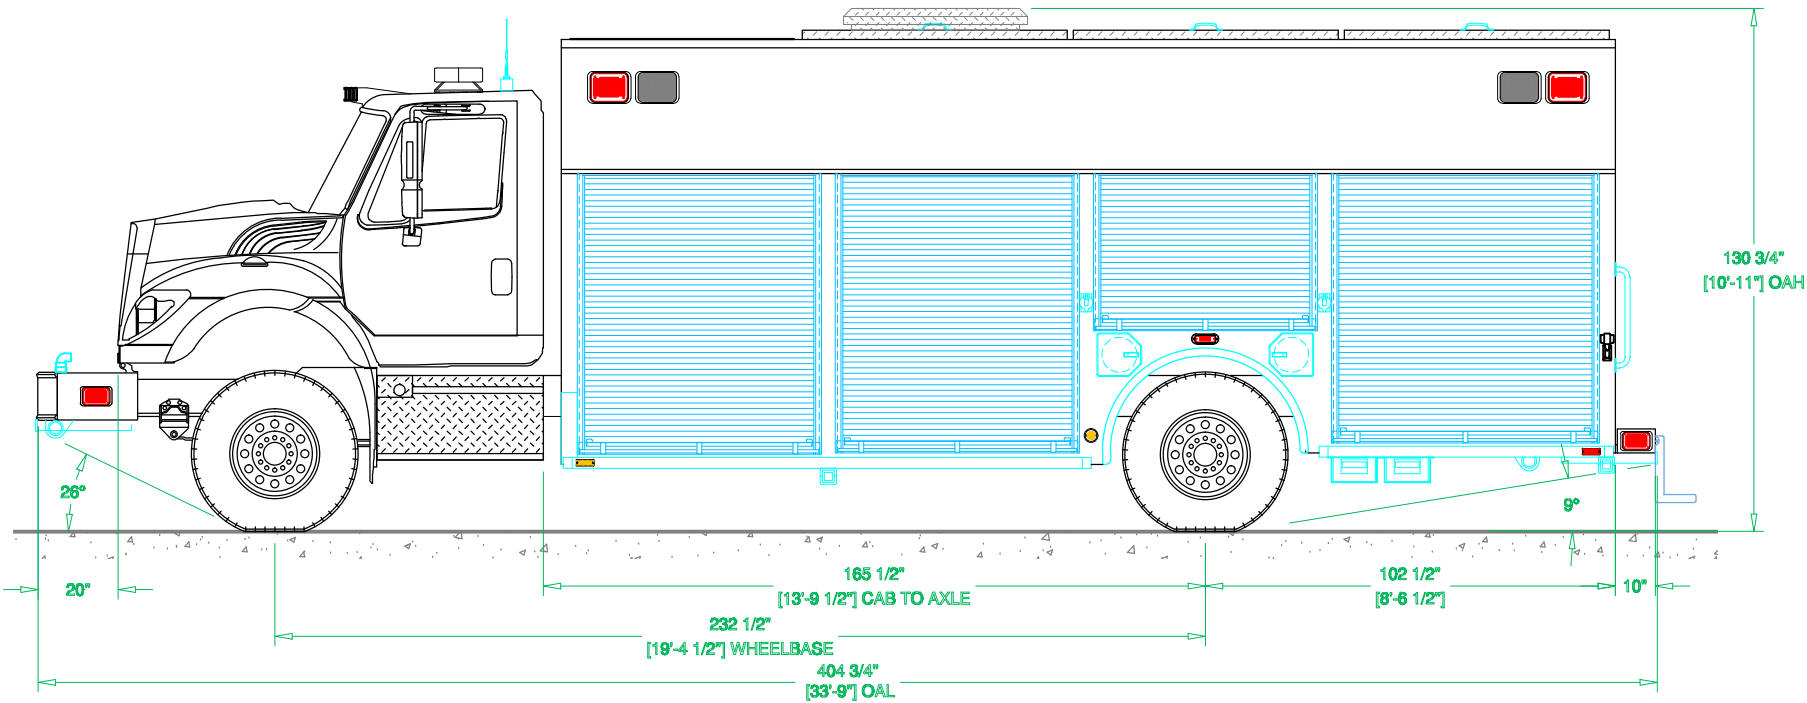 130 3/4"
[10'-11"] OAH
26°
9°
20"
165 1/2"
[13'-9 1/2"] CAB TO AXLE
102 1/2"
[8'-6 1/2"]
10"
232 1/2"
[19'-4 1/2"] WHEELBASE
404 3/4"
[33'-9"] OAL